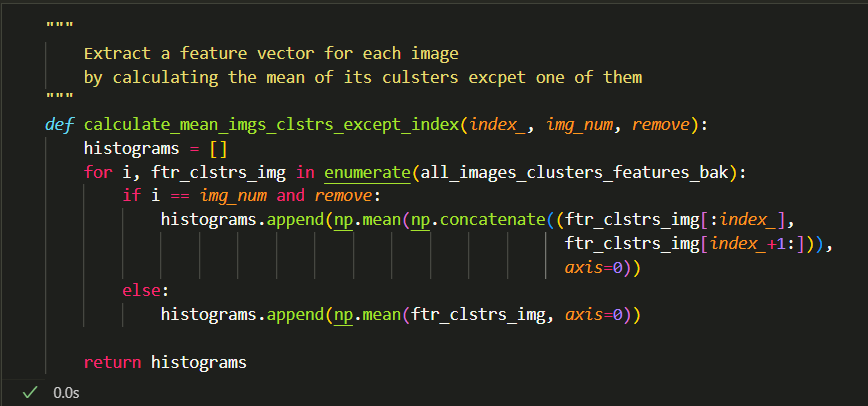 """
    Extract a feature vector for each image
    by calculating the mean of its culsters excpet one of them
"""
def calculate_mean_imgs_clstrs_except_index(index_, img_num, remove):
    histograms = []
    for i, ftr_clstrs_img in enumerate(all_images_clusters_features_bak):
        if i == img_num and remove:
            histograms.append(np.mean(np.concatenate((ftr_clstrs_img[:index_],
                                                      ftr_clstrs_img[index_+1:])),
                                                      axis=0))
        else:
            histograms.append(np.mean(ftr_clstrs_img, axis=0))
    return histograms
✓ 0.0s